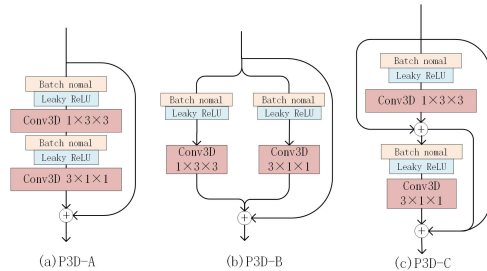 Batch nomal
Leaky ReLU
Conv3D 1×3×3
Batch nomal
Leaky ReLU
Conv3D 3×1×1
+
(a)P3D-A
Batch nomal
Leaky ReLU
Batch nomal
Leaky ReLU
Conv3D
1×3×3
Conv3D
3×1×1
+
(b)P3D-B
Batch nomal
Leaky ReLU
Conv3D 1×3×3
+
Batch nomal
Leaky ReLU
Conv3D
3×1×1
+
(c)P3D-C